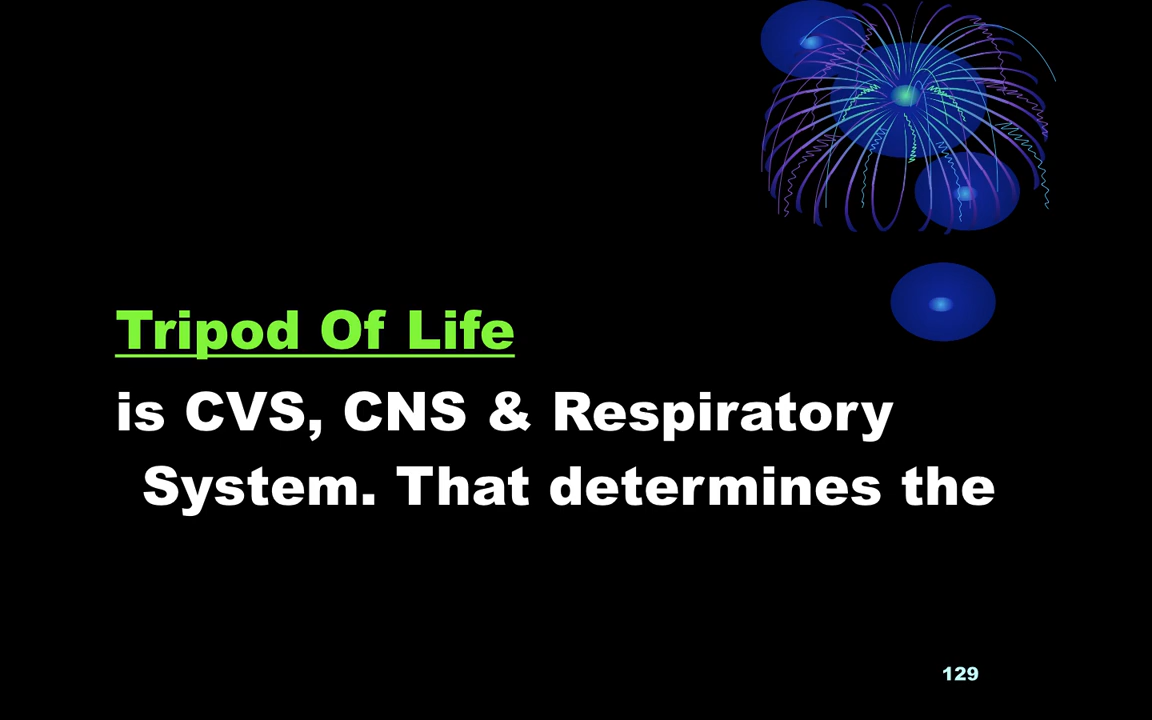 Tripod Of Life
is CVS, CNS & Respiratory
System. That determines the
129